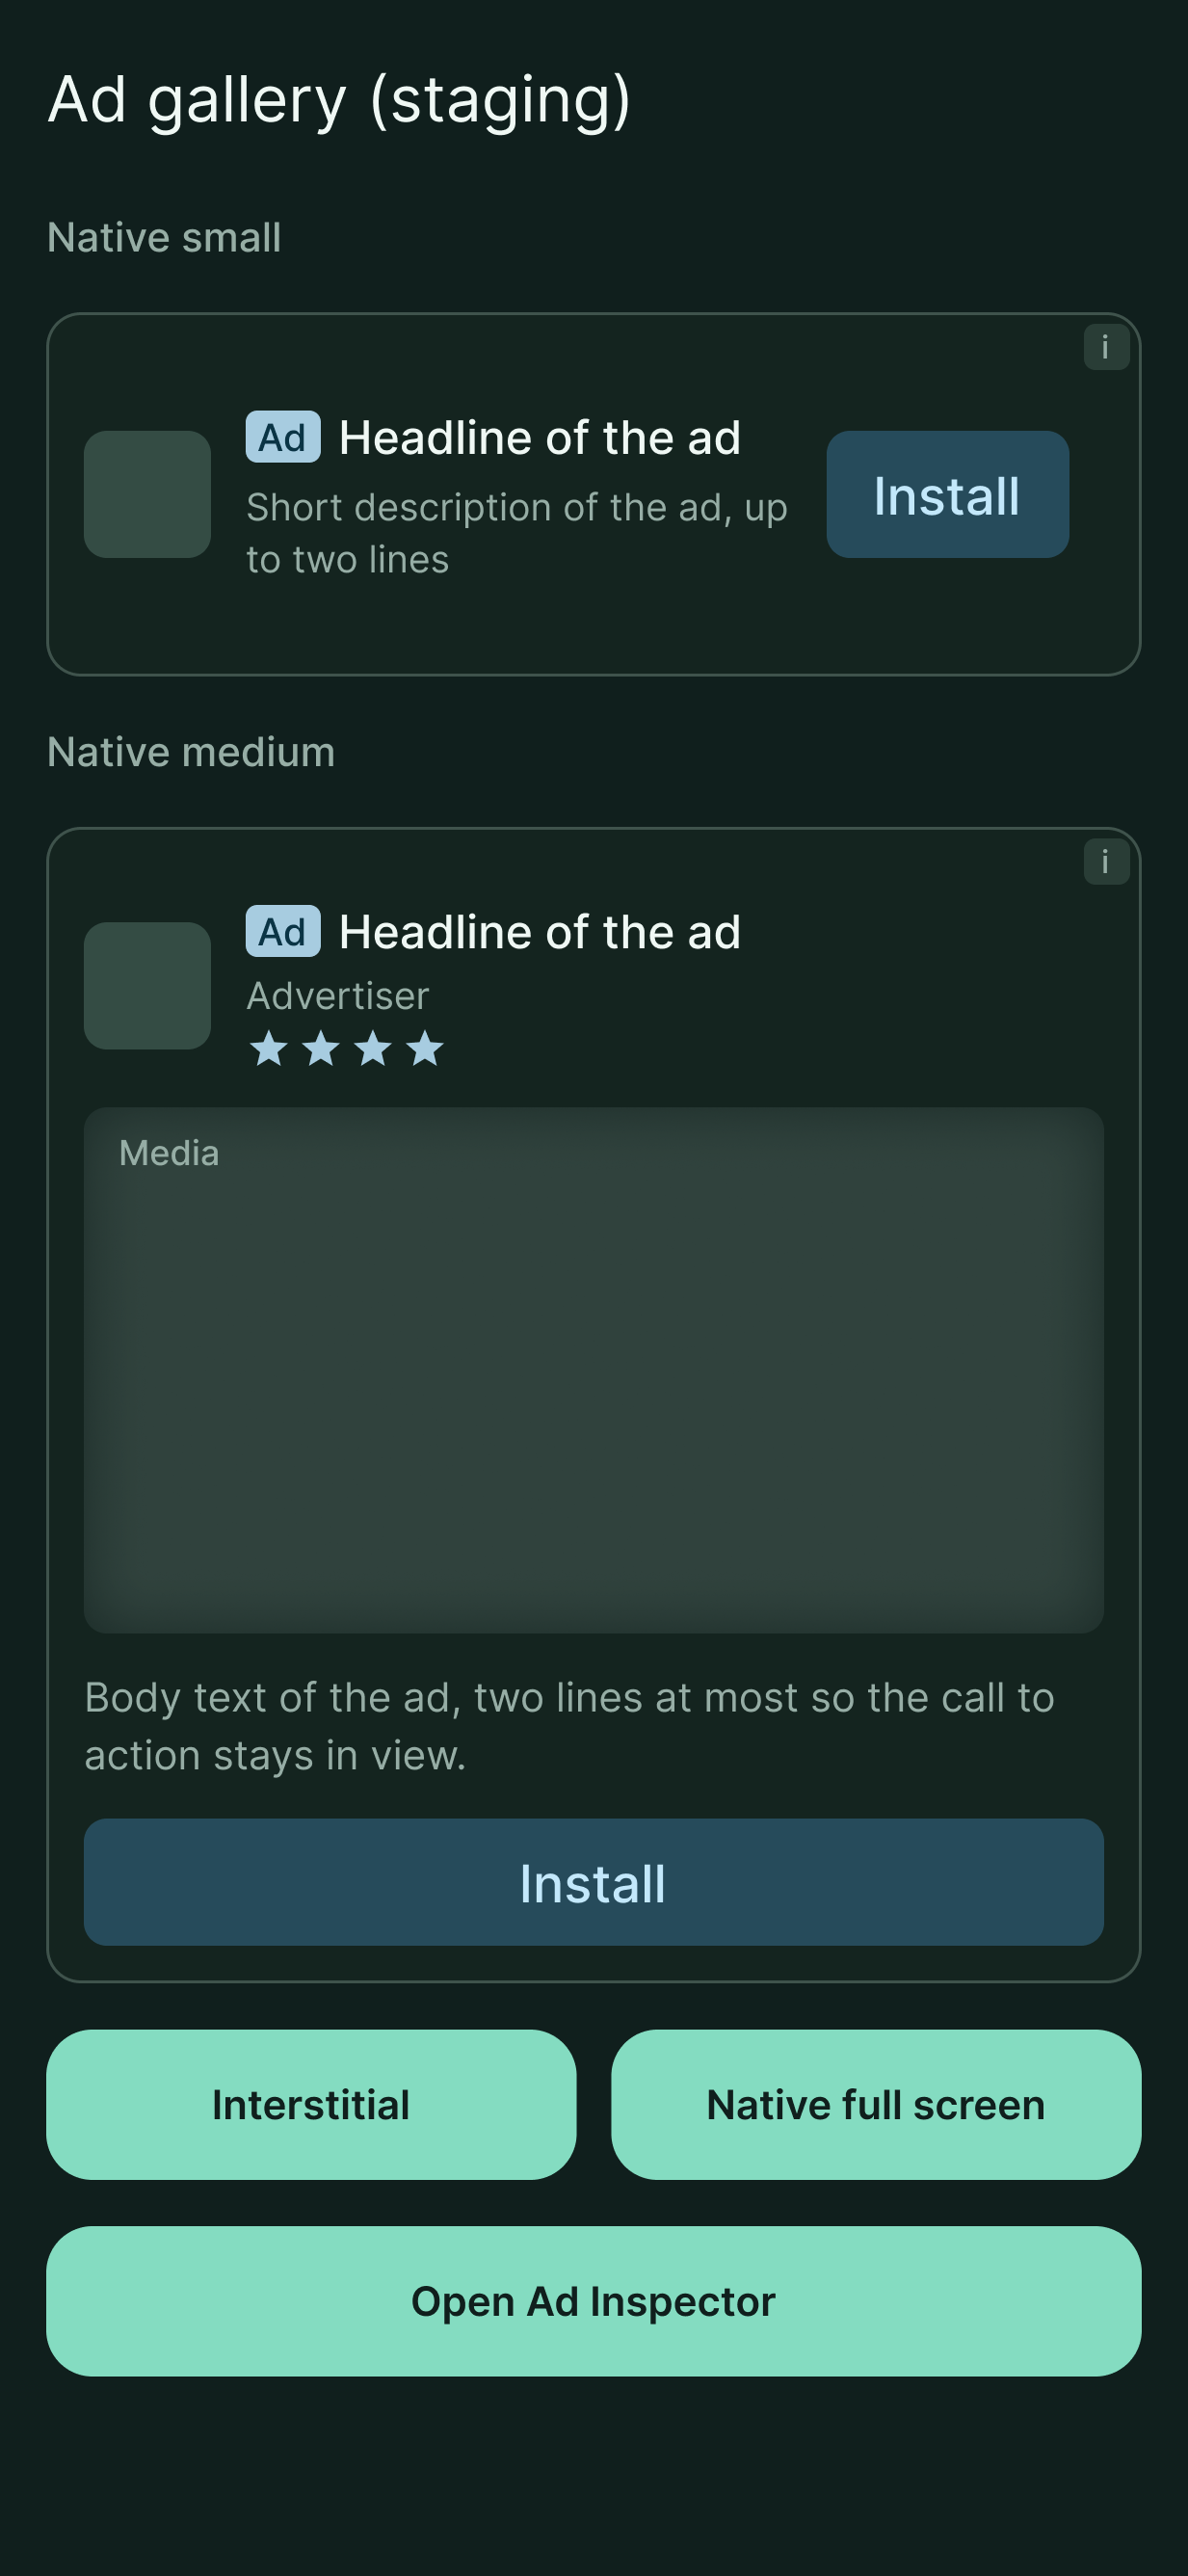 Ad gallery (staging)
Native small
i
Ad Headline of the ad
Short description of the ad, up
to two lines
Install
Native medium
i
Ad Headline of the ad
Advertiser
Media
Body text of the ad, two lines at most so the call to
action stays in view.
Install
Interstitial
Native full screen
Open Ad Inspector